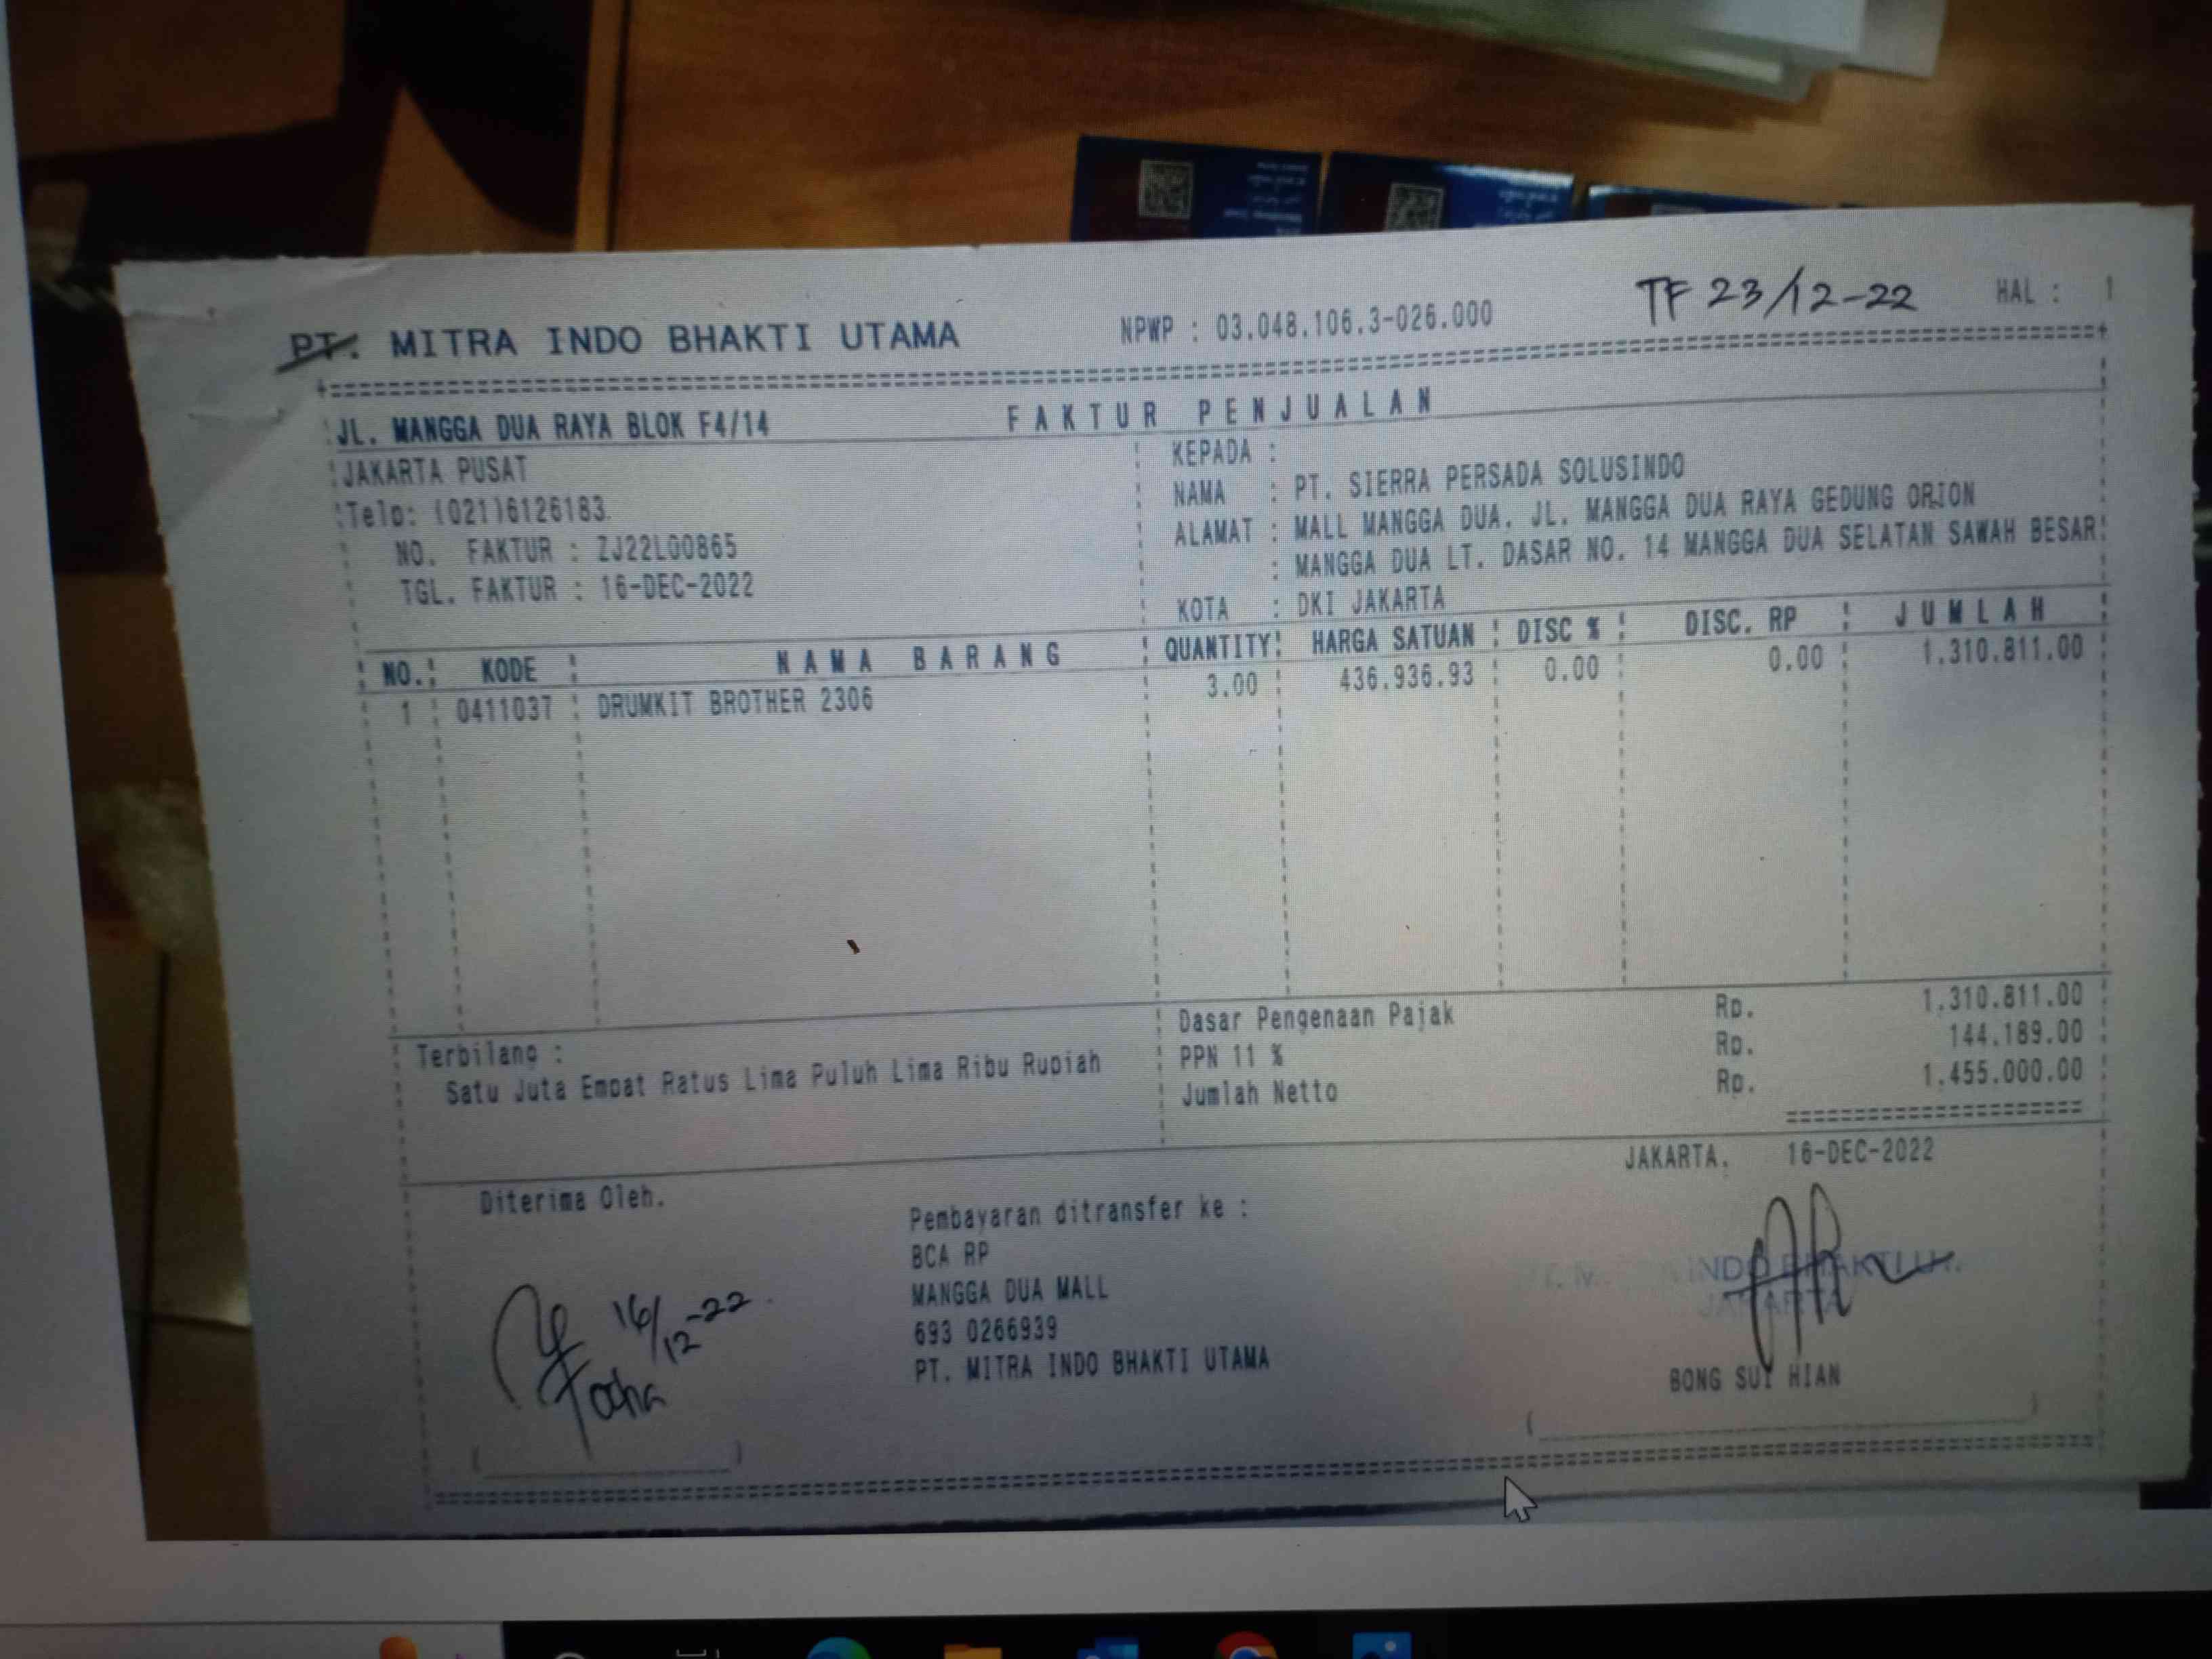 PT. MITRA INDO BHAKTI UTAMA NPWP : 03.048.106.3-026.000 TF 23/12-22 HAL : 1
JL. MANGGA DUA RAYA BLOK F4/14 FAKTUR PENJUALAN
JAKARTA PUSAT
Telp: (021)6126183.
NO. FAKTUR : ZJ22L00865
TGL. FAKTUR : 16-DEC-2022
KEPADA :
NAMA : PT. SIERRA PERSADA SOLUSINDO
ALAMAT : MALL MANGGA DUA. JL. MANGGA DUA RAYA GEDUNG ORION
: MANGGA DUA LT. DASAR NO. 14 MANGGA DUA SELATAN SAWAH BESAR
KOTA : DKI JAKARTA
NO. KODE NAMA BARANG QUANTITY HARGA SATUAN DISC % DISC. RP JUMLAH
1 0411037 DRUMKIT BROTHER 2306 3.00 436.936.93 0.00 0.00 1.310.811.00
Terbilang :
Satu Juta Empat Ratus Lima Puluh Lima Ribu Rupiah
Dasar Pengenaan Pajak Rp. 1.310.811.00
PPN 11 % Rp. 144.189.00
Jumlah Netto Rp. 1.455.000.00
JAKARTA. 16-DEC-2022
Diterima Oleh.
16/12-22
Pembayaran ditransfer ke :
BCA RP
MANGGA DUA MALL
693 0266939
PT. MITRA INDO BHAKTI UTAMA
INDO BHAKTI U.
JAKARTA
BONG SUI HIAN